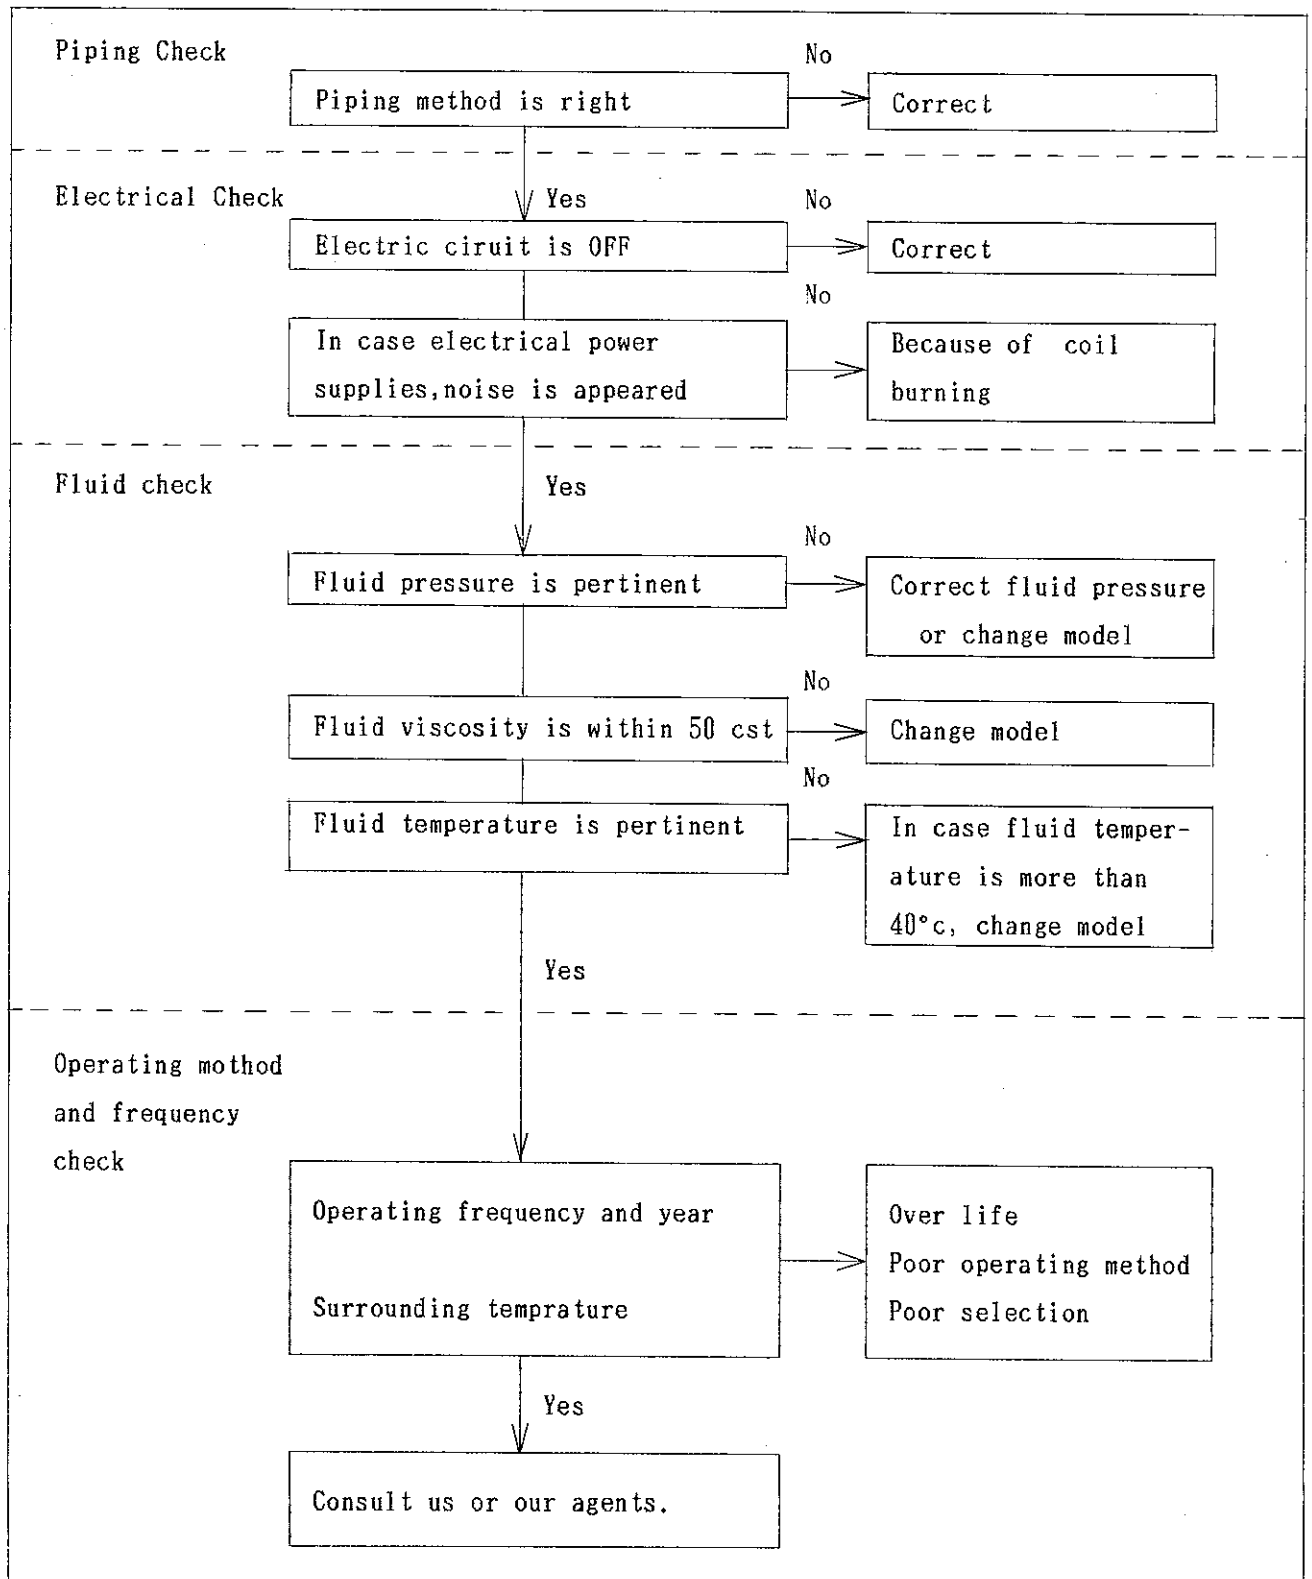 Piping Check
No
Piping method is right
Correct
Electrical Check
Yes
No
Electric ciruit is OFF
Correct
No
In case electrical power
supplies,noise is appeared
Because of coil
burning
Fluid check
Yes
No
Fluid pressure is pertinent
Correct fluid pressure
or change model
No
Fluid viscosity is within 50 cst
Change model
No
Fluid temperature is pertinent
In case fluid temper-
ature is more than
40°c, change model
Yes
Operating mothod
and frequency
check
Operating frequency and year
Surrounding temprature
Over life
Poor operating method
Poor selection
Yes
Consult us or our agents.